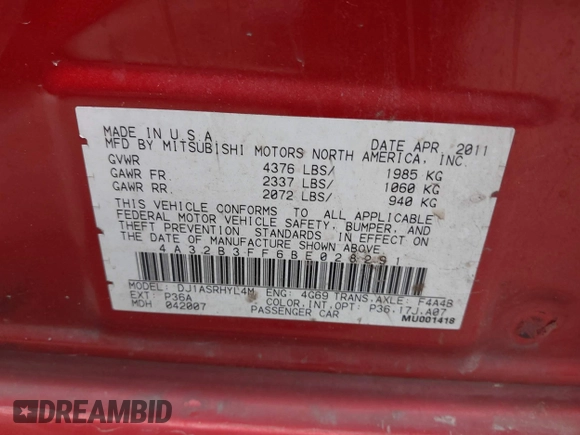 MADE IN U.S.A
MFD BY MITSUBISHI MOTORS NORTH AMERICA, INC.
DATE APR 2011
GVWR 4376 LBS/ 1985 KG
GAWR FR. 2337 LBS/ 1060 KG
GAWR RR. 2072 LBS/ 940 KG
THIS VEHICLE CONFORMS TO ALL APPLICABLE
FEDERAL MOTOR VEHICLE SAFETY, BUMPER, AND
THEFT PREVENTION STANDARDS IN EFFECT ON
THE DATE OF MANUFACTURE SHOWN ABOVE
4A32B3FF6BE028291
MODEL: DJ1ASRHYL4M ENG: 4G69 TRANS.AXLE: F4A4B
EXT: P36A COLOR.INT.OPT: P36.17J.A07
MDH 042007 PASSENGER CAR
MU001418
DREAMBID